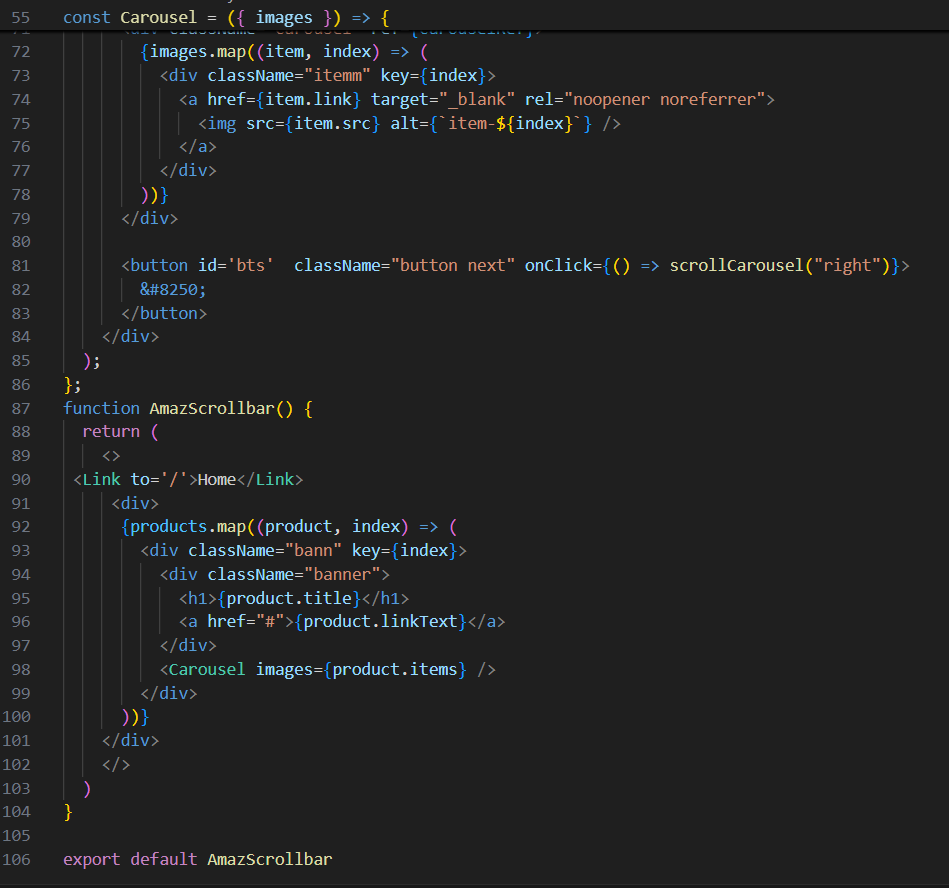 55 const Carousel = ({ images }) => {
72 {images.map((item, index) => (
73 <div className="itemm" key={index}>
74 <a href={item.link} target="_blank" rel="noopener noreferrer">
75 <img src={item.src} alt={`item-${index}`} />
76 </a>
77 </div>
78 ))}
79 </div>
80
81 <button id='bts'  className="button next" onClick={() => scrollCarousel("right")}>
82 &#8250;
83 </button>
84 </div>
85 );
86 };
87 function AmazScrollbar() {
88 return (
89 <>
90 <Link to='/'>Home</Link>
91 <div>
92 {products.map((product, index) => (
93 <div className="bann" key={index}>
94 <div className="banner">
95 <h1>{product.title}</h1>
96 <a href="#">{product.linkText}</a>
97 </div>
98 <Carousel images={product.items} />
99 </div>
100 ))}
101 </div>
102 </>
103 )
104 }
105
106 export default AmazScrollbar